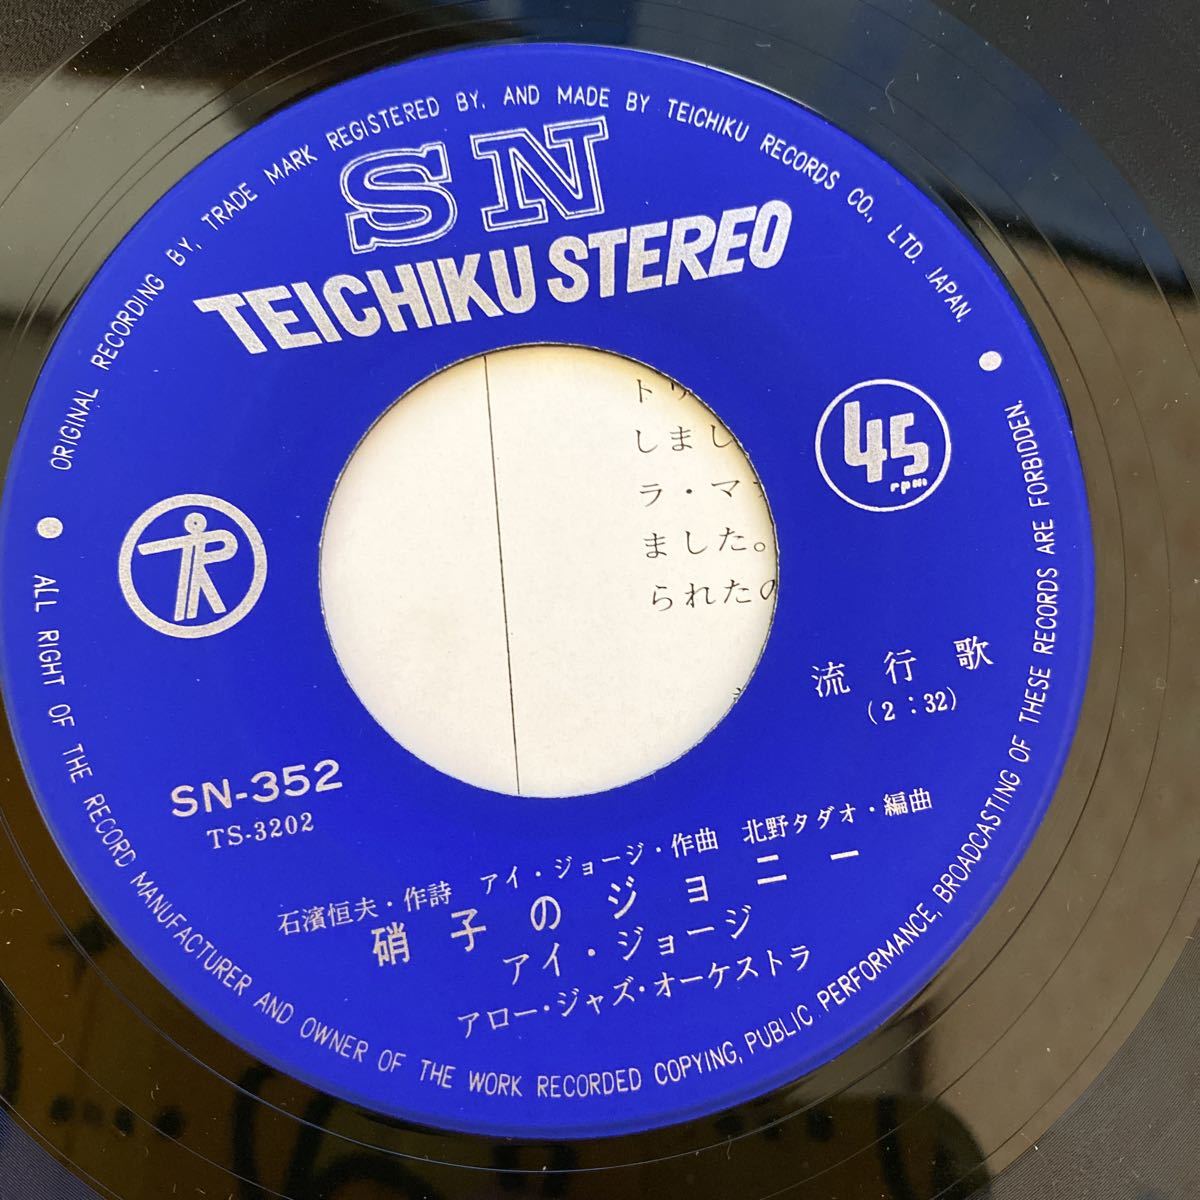 ORIGINAL RECORDING BY, TRADE MARK REGISTERED BY, AND MADE BY TEICHIKU RECORDS CO., LTD. JAPAN.
SN
TEICHIKU STEREO
45
rpm
TR
しまし
ラ・マ
ました。
られたの
流行歌
(2:32)
SN-352
TS-3202
石濱恒夫・作詩 アイ・ジョージ・作曲 北野タダオ・編曲
硝子のジョニー
アイ・ジョージ
アロー・ジャズ・オーケストラ
ALL RIGHT OF THE RECORD MANUFACTURER AND OWNER OF THE WORK RECORDED COPYING, PUBLIC PERFORMANCE, BROADCASTING OF THESE RECORDS ARE FORBIDDEN.